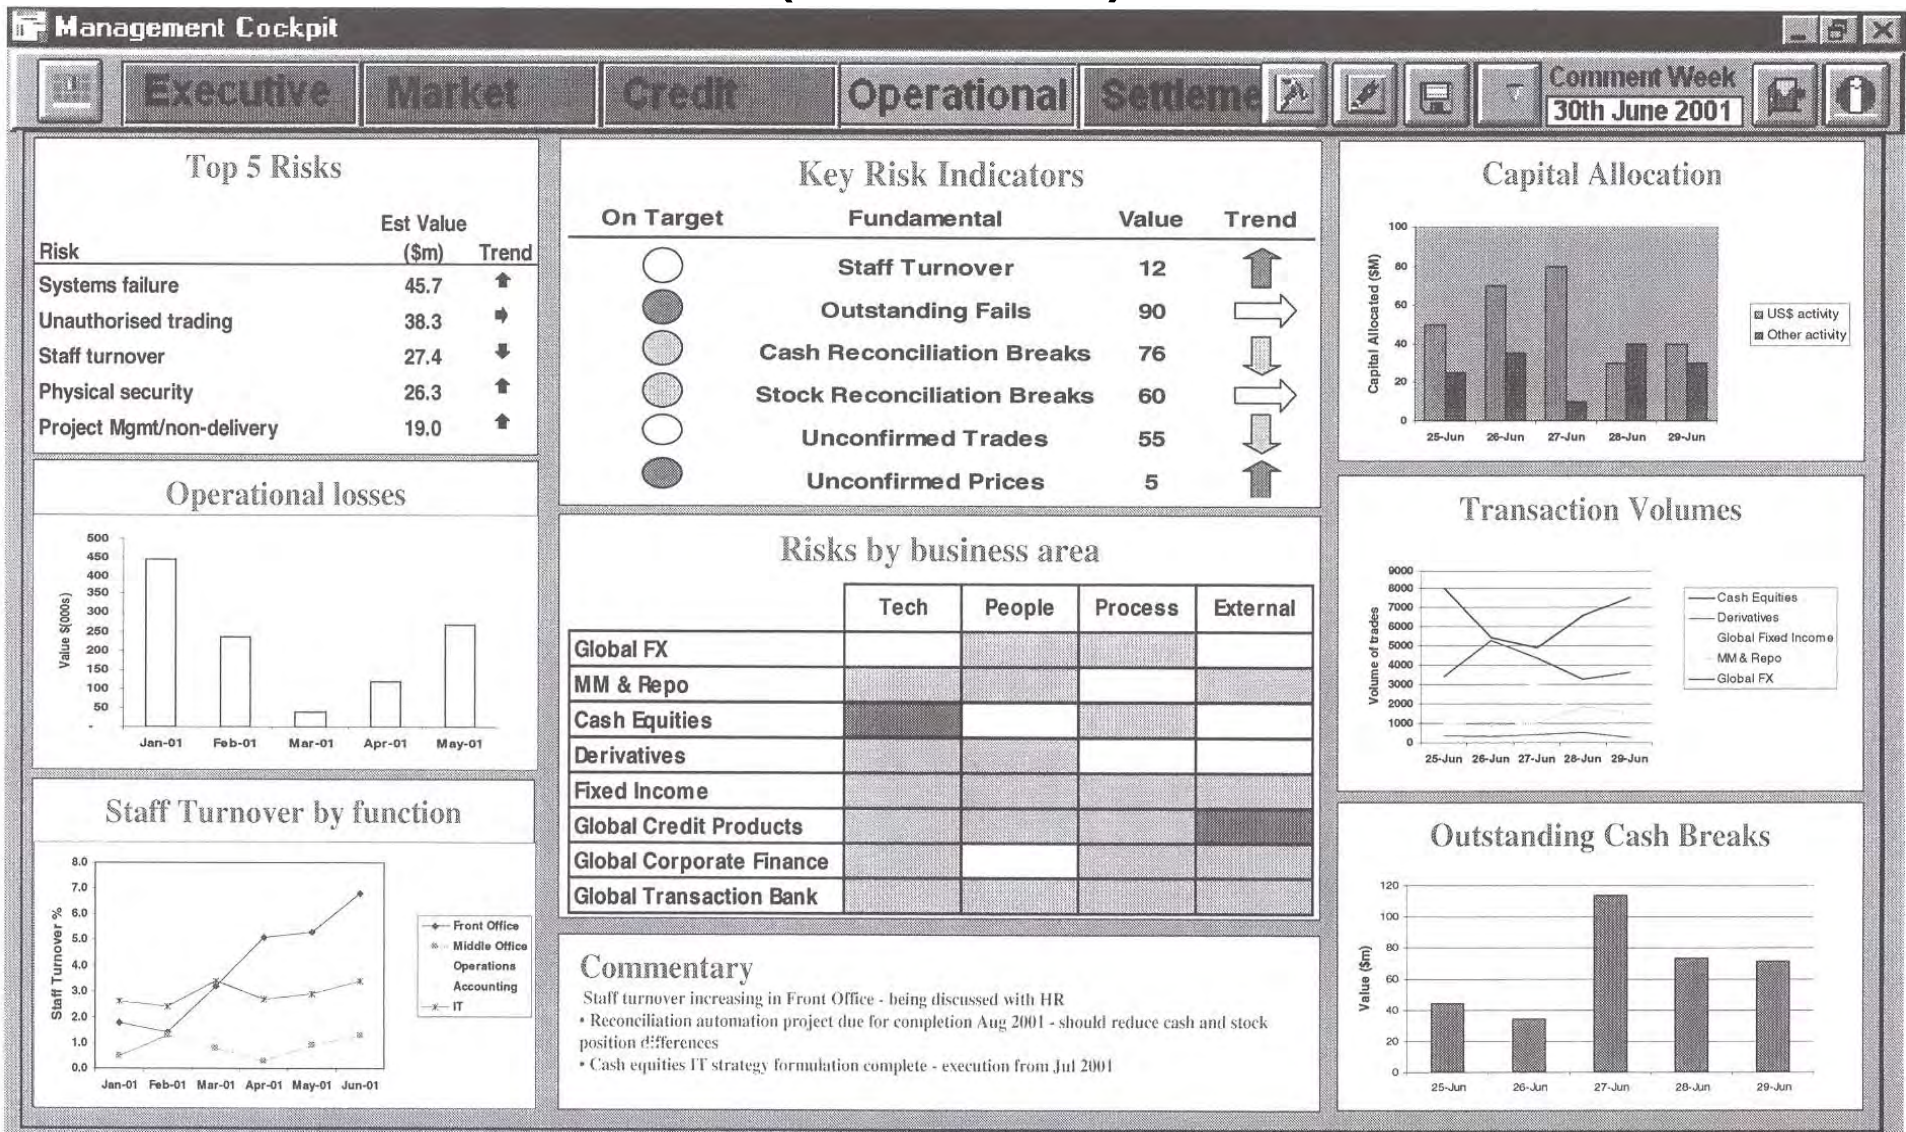 Management Cockpit
Executive
Market
Credit
Operational
Settleme
Comment Week
30th June 2001
Top 5 Risks
Risk Est Value ($m) Trend
Systems failure 45.7
Unauthorised trading 38.3
Staff turnover 27.4
Physical security 26.3
Project Mgmt/non-delivery 19.0
Operational losses
Value $(000s)
500
450
400
350
300
250
200
150
100
50
-
Jan-01 Feb-01 Mar-01 Apr-01 May-01
Staff Turnover by function
Staff Turnover %
8.0
7.0
6.0
5.0
4.0
3.0
2.0
1.0
0.0
Jan-01 Feb-01 Mar-01 Apr-01 May-01 Jun-01
Front Office
Middle Office
Operations
Accounting
IT
Key Risk Indicators
On Target Fundamental Value Trend
Staff Turnover 12
Outstanding Fails 90
Cash Reconciliation Breaks 76
Stock Reconciliation Breaks 60
Unconfirmed Trades 55
Unconfirmed Prices 5
Risks by business area
Tech People Process External
Global FX
MM & Repo
Cash Equities
Derivatives
Fixed Income
Global Credit Products
Global Corporate Finance
Global Transaction Bank
Commentary
Staff turnover increasing in Front Office - being discussed with HR
• Reconciliation automation project due for completion Aug 2001 - should reduce cash and stock
position differences
• Cash equities IT strategy formulation complete - execution from Jul 2001
Capital Allocation
Capital Allocated ($M)
100
80
60
40
20
0
25-Jun 26-Jun 27-Jun 28-Jun 29-Jun
US$ activity
Other activity
Transaction Volumes
Volume of trades
9000
8000
7000
6000
5000
4000
3000
2000
1000
0
25-Jun 26-Jun 27-Jun 28-Jun 29-Jun
Cash Equities
Derivatives
Global Fixed Income
MM & Repo
Global FX
Outstanding Cash Breaks
Value ($m)
120
100
80
60
40
20
0
25-Jun 26-Jun 27-Jun 28-Jun 29-Jun